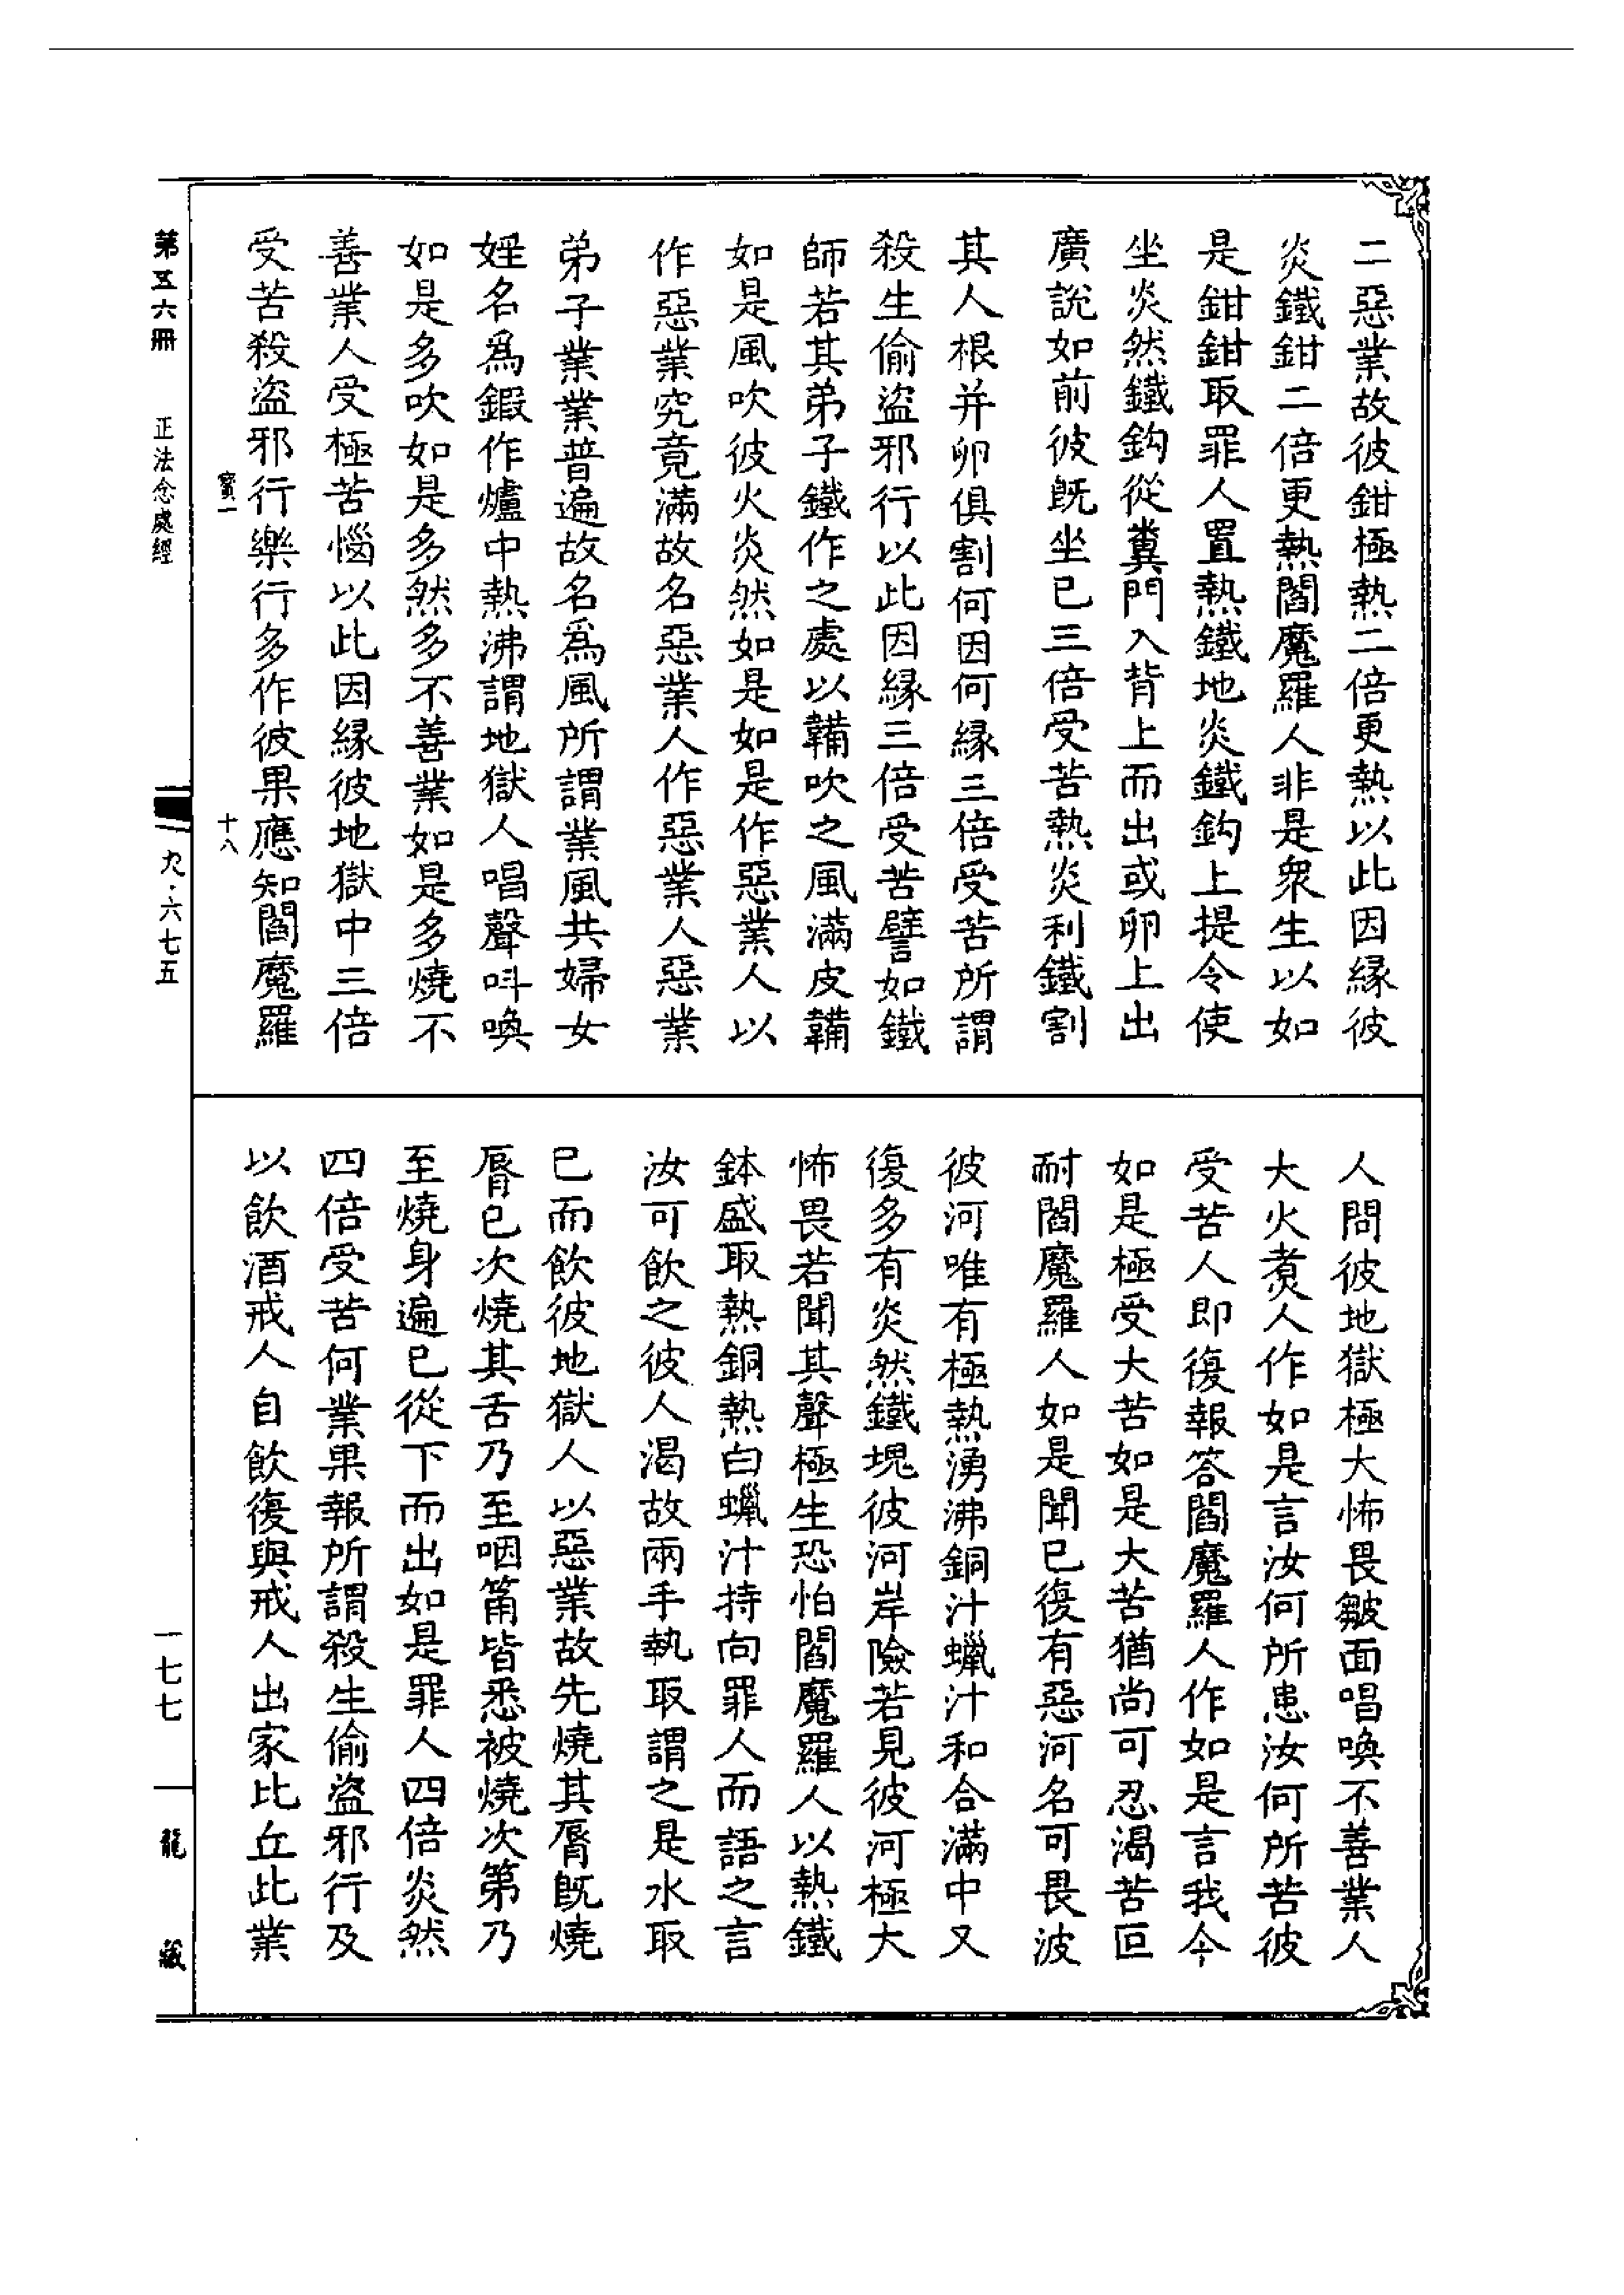 二惡業故彼鉗極熱二倍更熱以此因緣彼
炎鐵鉗二倍更熱閻魔羅人非是衆生以如
是鉗鉗取罪人置熱鐵地炎鐵鈎上提令使
坐炎然鐵鈎從糞門入背上而出或卵上出
廣說如前彼旣坐已三倍受苦熱炎利鐵割
其人根并卵俱割何因何緣三倍受苦所謂
殺生偷盜邪行以此因緣三倍受苦譬如鐵
師若其弟子鐵作之處以韛吹之風滿皮韛
如是風吹彼火炎然如是如是作惡業人以
作惡業究竟滿故名惡業人作惡業人惡業
弟子業業普遍故名爲風所謂業風共婦女
婬名爲鍜作爐中熱沸謂地獄人唱聲呌喚
如是多吹如是多然多不善業如是多燒不
善業人受極苦惱以此因緣彼地獄中三倍
受苦殺盜邪行樂行多作彼果應知閻魔羅
寳一 十八
人問彼地獄極大怖畏皺面唱喚不善業人
大火煮人作如是言汝何所患汝何所苦彼
受苦人即復報答閻魔羅人作如是言我今
如是極受大苦如是大苦猶尚可忍渴苦叵
耐閻魔羅人如是聞已復有惡河名可畏波
彼河唯有極熱湧沸銅汁蠟汁和合滿中又
復多有炎然鐵塊彼河岸險若見彼河極大
怖畏若聞其聲極生恐怕閻魔羅人以熱鐵
鉢盛取熱銅熱白蠟汁持向罪人而語之言
汝可飲之彼人渴故兩手執取謂之是水取
已而飲彼地獄人以惡業故先燒其脣旣燒
脣已次燒其舌乃至咽筩皆悉被燒次第乃
至燒身遍已從下而出如是罪人四倍炎然
四倍受苦何業果報所謂殺生偷盜邪行及
以飲酒戒人自飲復與戒人出家比丘此業
第五六冊 正法念處經 九·六七五 一七七 龍藏